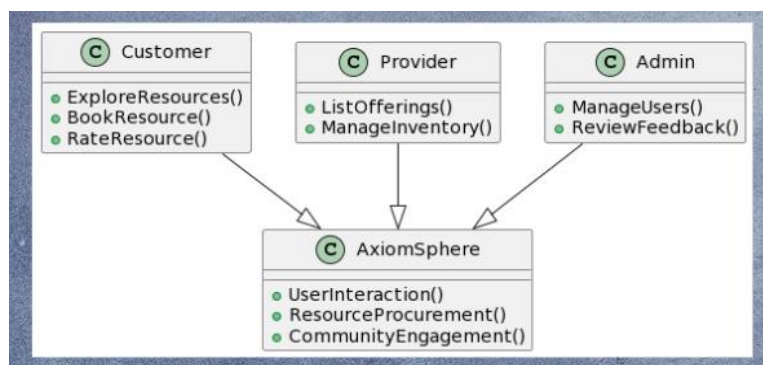 C Customer
ExploreResources()
BookResource()
RateResource()
C Provider
ListOfferings()
ManageInventory()
C Admin
ManageUsers()
ReviewFeedback()
C AxiomSphere
UserInteraction()
ResourceProcurement()
CommunityEngagement()